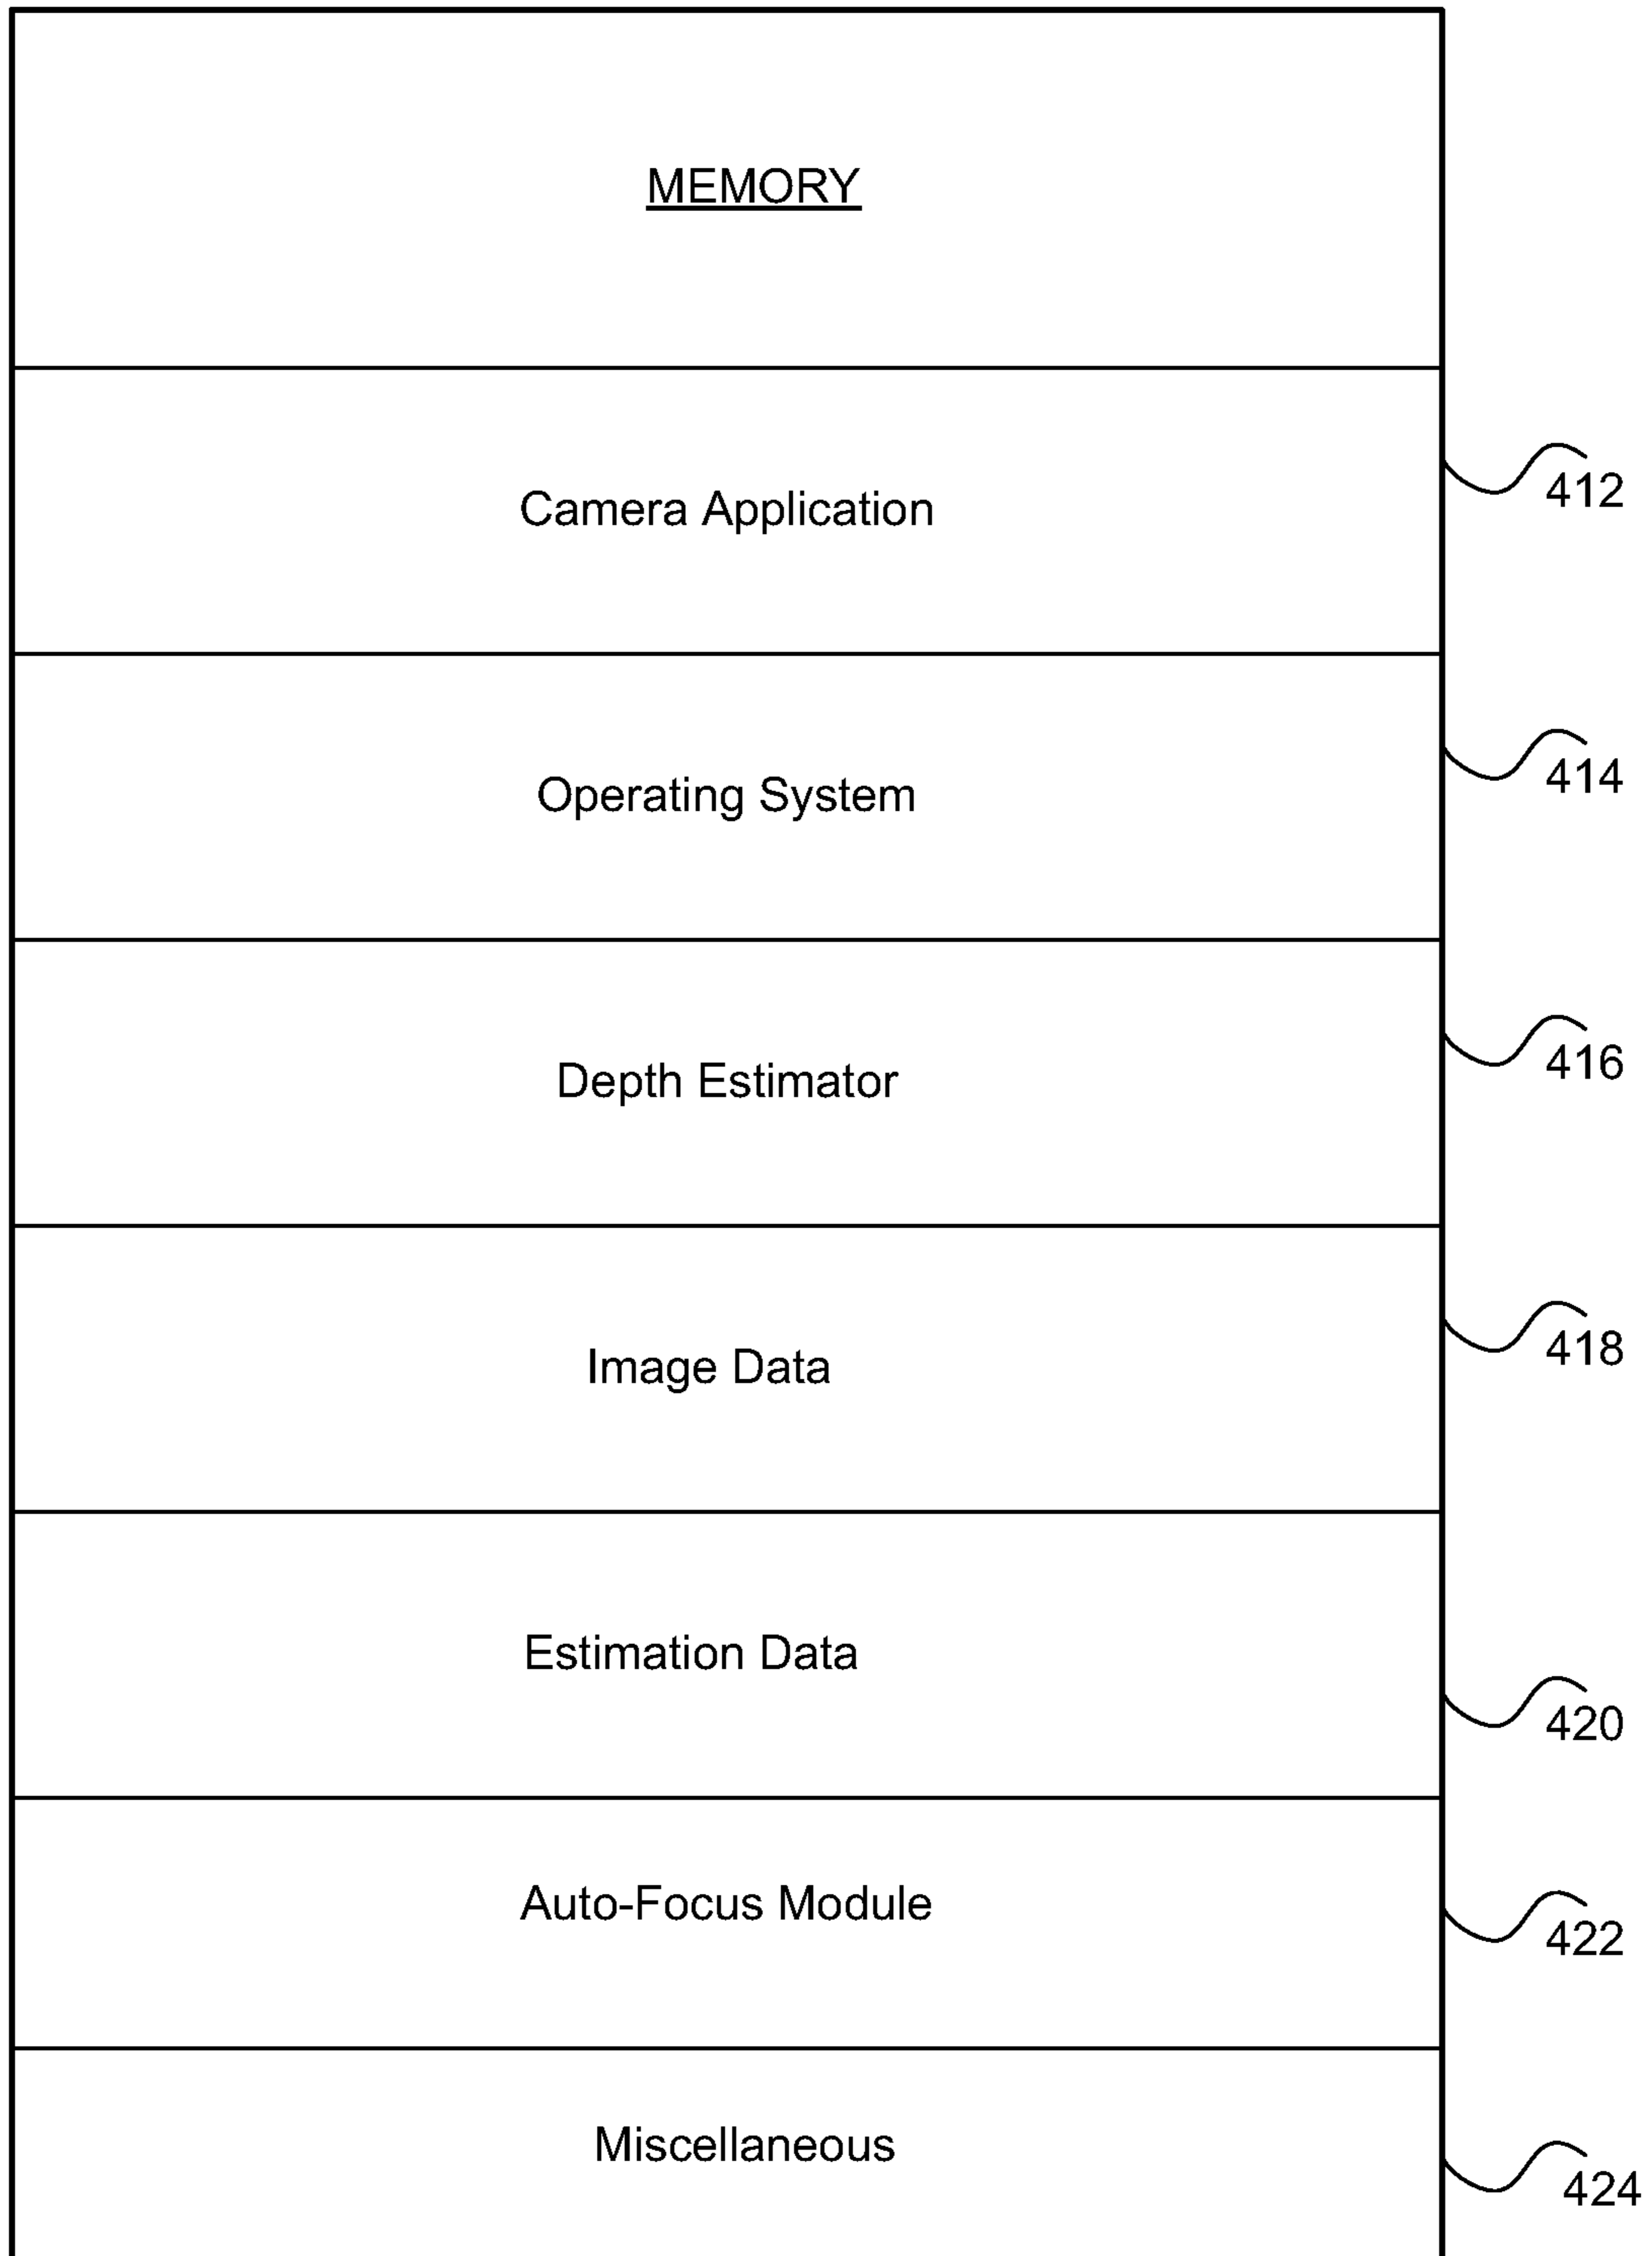 MEMORY
Camera Application
412
Operating System
414
Depth Estimator
416
Image Data
418
Estimation Data
420
Auto-Focus Module
422
Miscellaneous
424